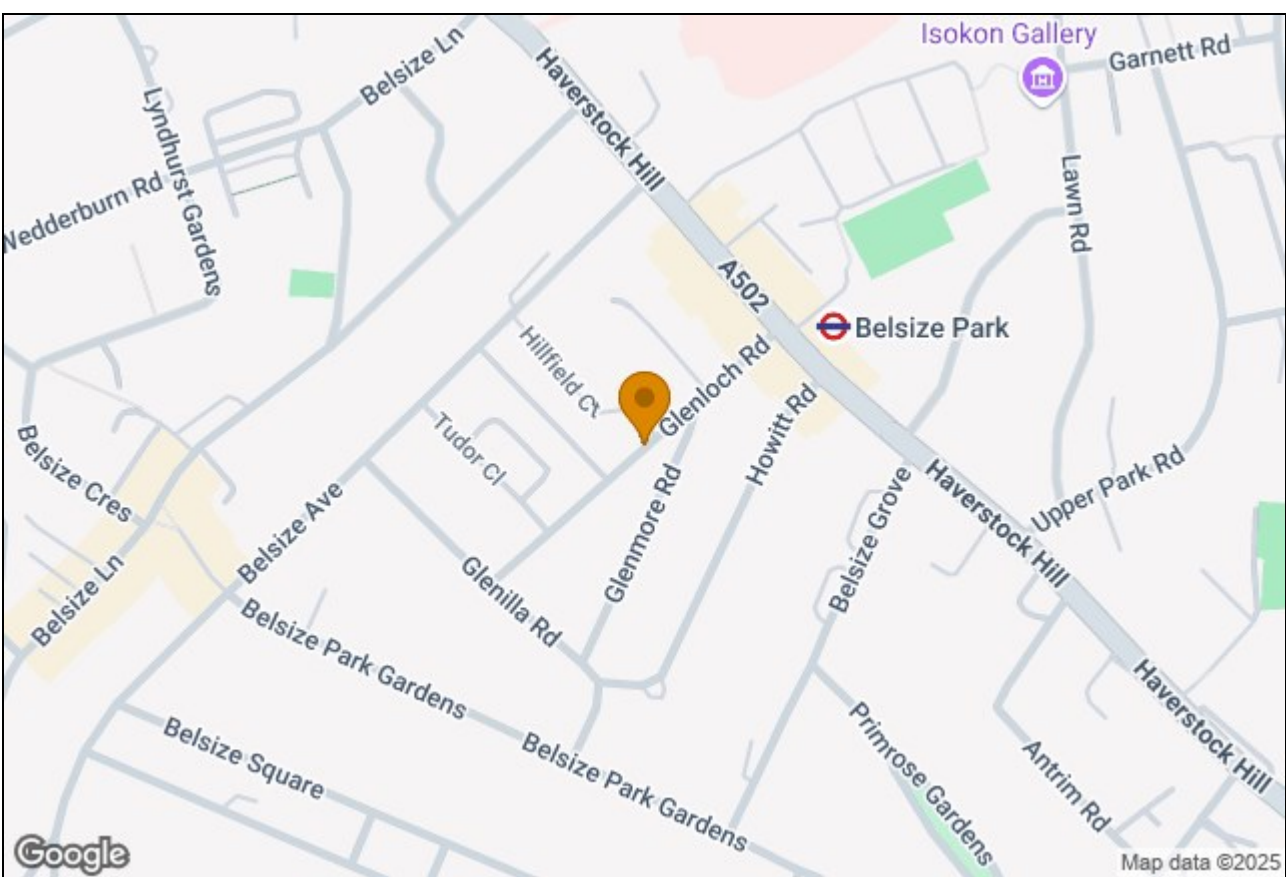 Isokon Gallery
Garnett Rd
Belsize Ln
Haverstock Hill
Lyndhurst Gardens
Wedderburn Rd
Lawn Rd
A502
Belsize Park
Hillfield Ct
Glenloch Rd
Howitt Rd
Tudor Cl
Belsize Cres
Glenmore Rd
Belsize Grove
Haverstock Hill
Upper Park Rd
Belsize Ave
Belsize Ln
Glenilla Rd
Belsize Park Gardens
Haverstock Hill
Belsize Square
Belsize Park Gardens
Primrose Gardens
Antrim Rd
Google
Map data ©2025